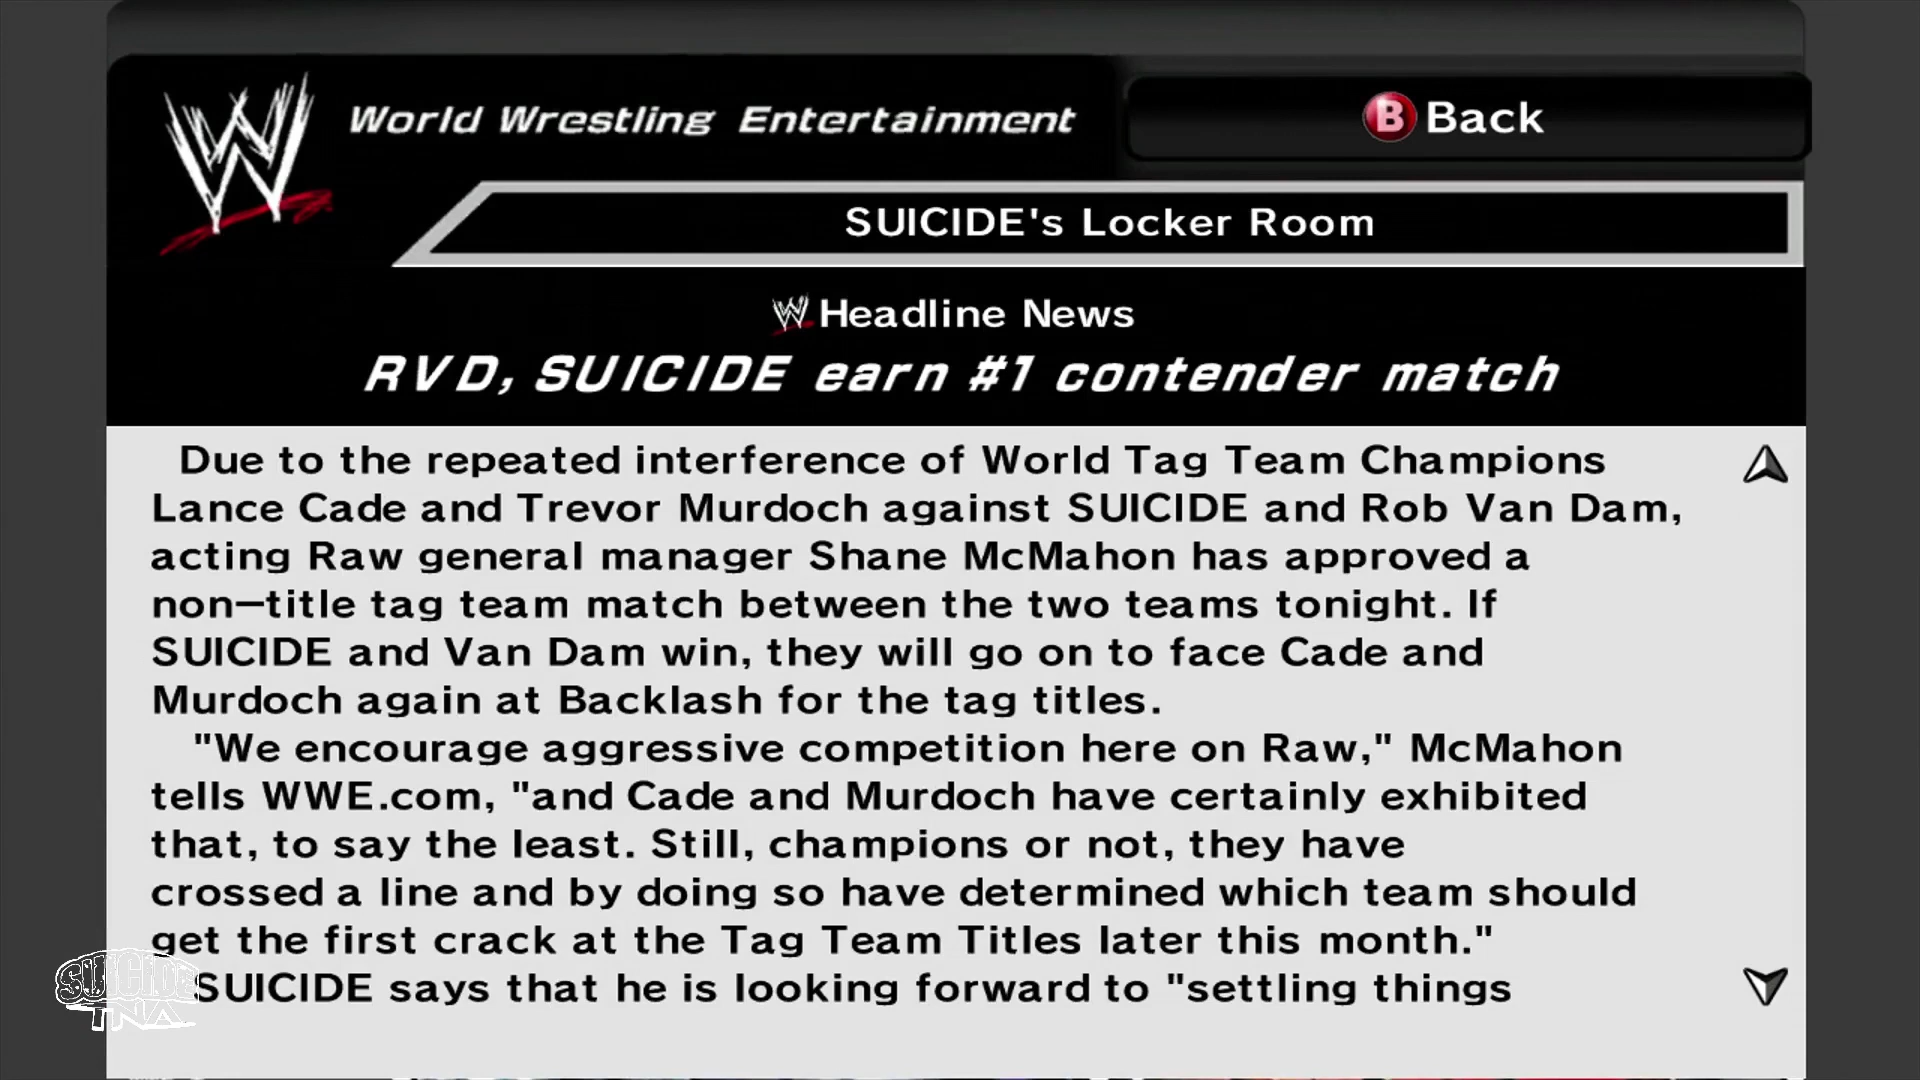 World Wrestling Entertainment
B Back
SUICIDE's Locker Room
W Headline News
RVD, SUICIDE earn #1 contender match
Due to the repeated interference of World Tag Team Champions
Lance Cade and Trevor Murdoch against SUICIDE and Rob Van Dam,
acting Raw general manager Shane McMahon has approved a
non–title tag team match between the two teams tonight. If
SUICIDE and Van Dam win, they will go on to face Cade and
Murdoch again at Backlash for the tag titles.
"We encourage aggressive competition here on Raw," McMahon
tells WWE.com, "and Cade and Murdoch have certainly exhibited
that, to say the least. Still, champions or not, they have
crossed a line and by doing so have determined which team should
get the first crack at the Tag Team Titles later this month."
SUICIDE says that he is looking forward to "settling things
SUICIDE
TNA